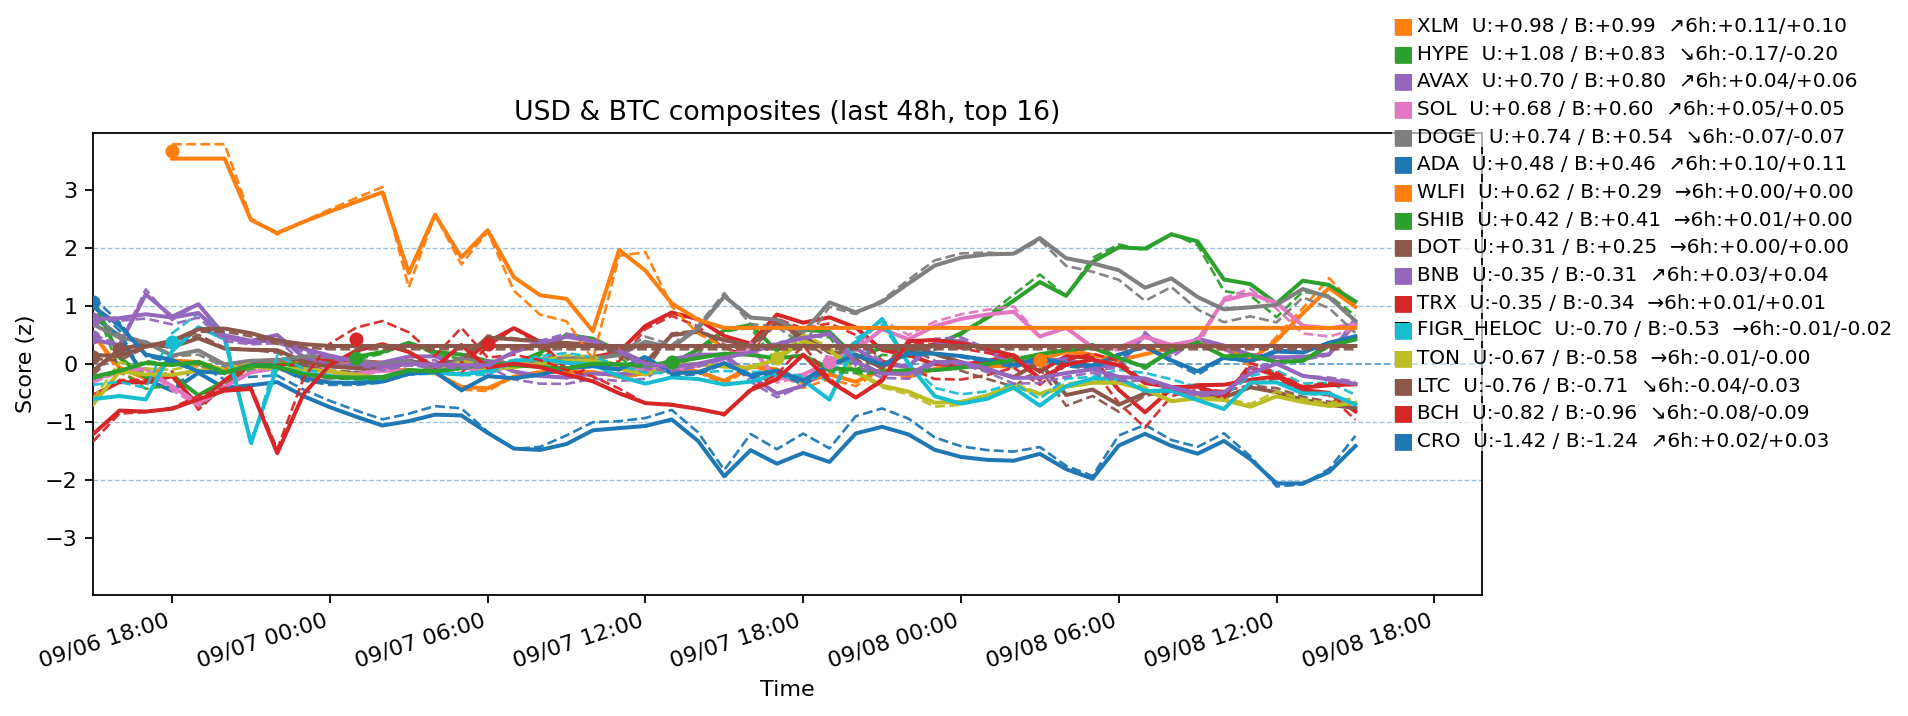 XLM  U:+0.98 / B:+0.99  ↗6h:+0.11/+0.10
HYPE  U:+1.08 / B:+0.83  ↘6h:-0.17/-0.20
AVAX  U:+0.70 / B:+0.80  ↗6h:+0.04/+0.06
SOL  U:+0.68 / B:+0.60  ↗6h:+0.05/+0.05
DOGE  U:+0.74 / B:+0.54  ↘6h:-0.07/-0.07
ADA  U:+0.48 / B:+0.46  ↗6h:+0.10/+0.11
WLFI  U:+0.62 / B:+0.29  →6h:+0.00/+0.00
SHIB  U:+0.42 / B:+0.41  →6h:+0.01/+0.00
DOT  U:+0.31 / B:+0.25  →6h:+0.00/+0.00
BNB  U:-0.35 / B:-0.31  ↗6h:+0.03/+0.04
TRX  U:-0.35 / B:-0.34  →6h:+0.01/+0.01
FIGR_HELOC  U:-0.70 / B:-0.53  →6h:-0.01/-0.02
TON  U:-0.67 / B:-0.58  →6h:-0.01/-0.00
LTC  U:-0.76 / B:-0.71  ↘6h:-0.04/-0.03
BCH  U:-0.82 / B:-0.96  ↘6h:-0.08/-0.09
CRO  U:-1.42 / B:-1.24  ↗6h:+0.02/+0.03
USD & BTC composites (last 48h, top 16)
Score (z)
3
2
1
0
−1
−2
−3
09/06 18:00
09/07 00:00
09/07 06:00
09/07 12:00
09/07 18:00
09/08 00:00
09/08 06:00
09/08 12:00
09/08 18:00
Time